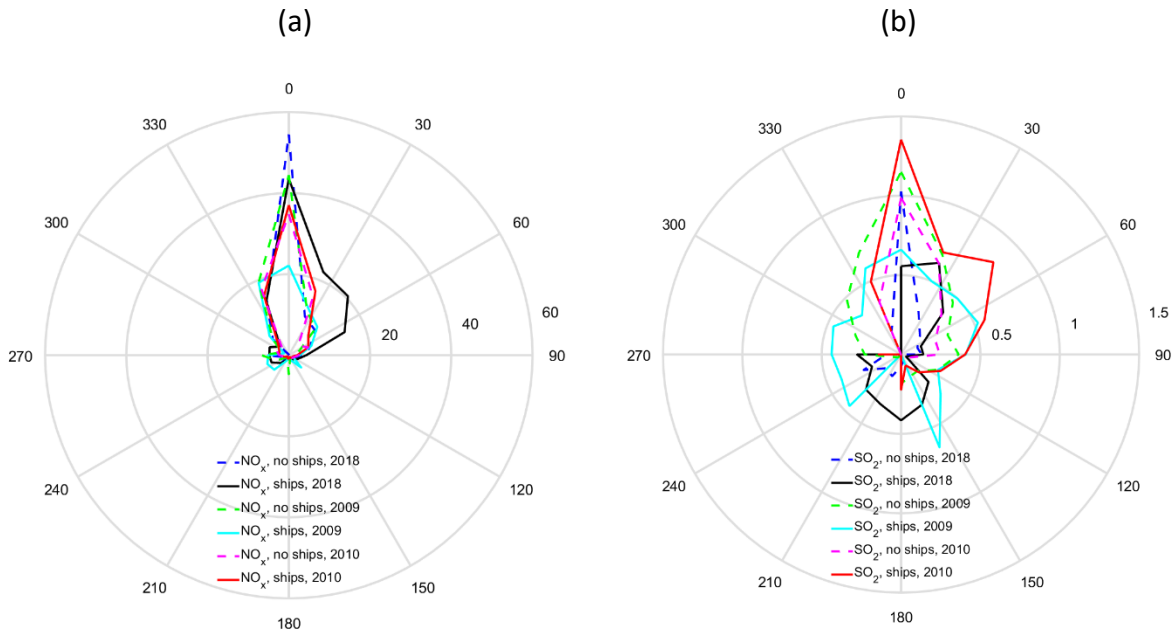 (a)
(b)
0
30
60
90
120
150
180
210
240
270
300
330
20
40
60
NOx, no ships, 2018
NOx, ships, 2018
NOx, no ships, 2009
NOx, ships, 2009
NOx, no ships, 2010
NOx, ships, 2010
0
30
60
90
120
150
180
210
240
270
300
330
0.5
1
1.5
SO2, no ships, 2018
SO2, ships, 2018
SO2, no ships, 2009
SO2, ships, 2009
SO2, no ships, 2010
SO2, ships, 2010